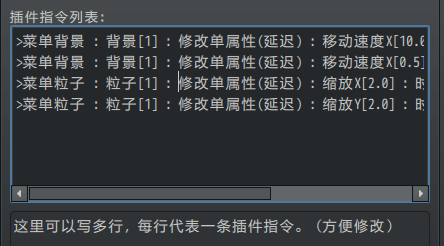 插件指令列表:
>菜单背景 : 背景[1] : 修改单属性(延迟) : 移动速度X[10.0
>菜单背景 : 背景[1] : 修改单属性(延迟) : 移动速度X[0.5]
>菜单粒子 : 粒子[1] : 修改单属性(延迟) : 缩放X[2.0] : 时
>菜单粒子 : 粒子[1] : 修改单属性(延迟) : 缩放Y[2.0] : 时
这里可以写多行，每行代表一条插件指令。（方便修改）